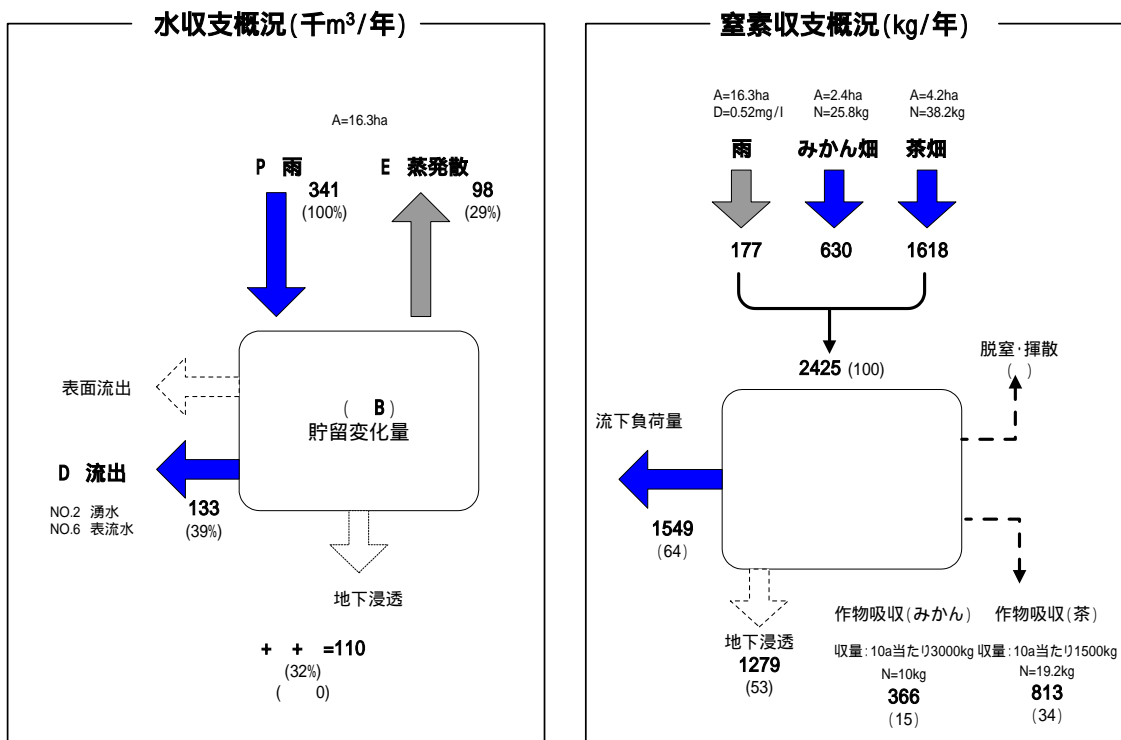 水収支概況(千m³/年)
A=16.3ha
P 雨
341
(100%)
E 蒸発散
98
(29%)
表面流出
( B)
貯留変化量
D 流出
NO.2 湧水
NO.6 表流水
133
(39%)
地下浸透
+ + =110
(32%)
( 0)
窒素収支概況(kg/年)
A=16.3ha
D=0.52mg/l
雨
177
A=2.4ha
N=25.8kg
みかん畑
630
A=4.2ha
N=38.2kg
茶畑
1618
2425 (100)
脱窒・揮散
( )
流下負荷量
1549
(64)
地下浸透
1279
(53)
作物吸収(みかん)
収量:10a当たり3000kg
N=10kg
366
(15)
作物吸収(茶)
収量:10a当たり1500kg
N=19.2kg
813
(34)